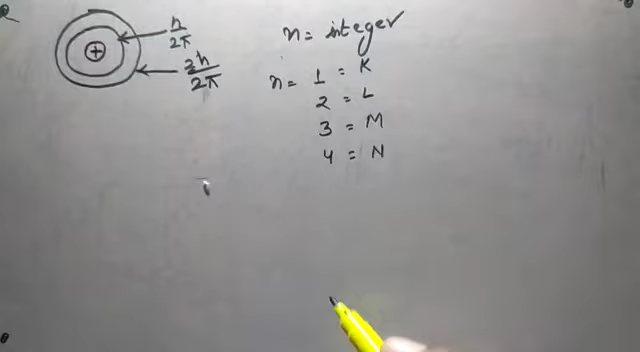 +
h/2π
2h/2π
n = integer
n = 1 = K
2 = L
3 = M
4 = N